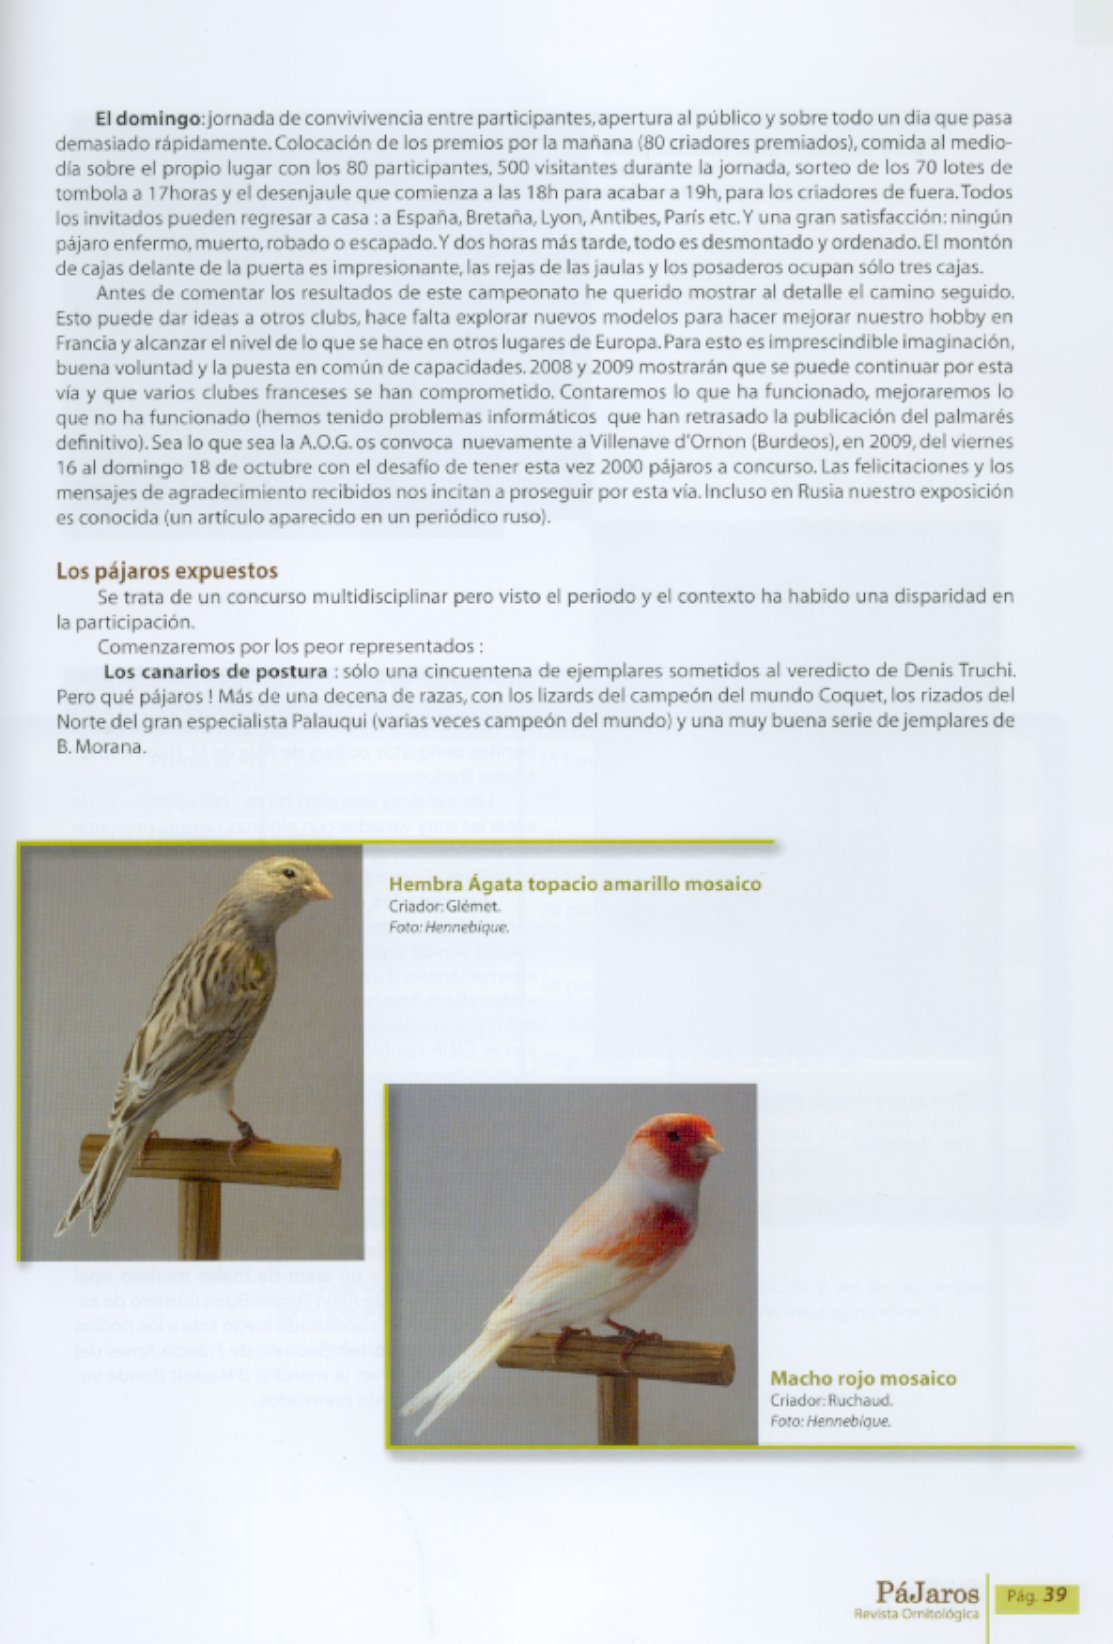 El domingo: jornada de convivivencia entre participantes, apertura al público y sobre todo un dia que pasa
demasiado rápidamente. Colocación de los premios por la mañana (80 criadores premiados), comida al medio-
día sobre el propio lugar con los 80 participantes, 500 visitantes durante la jornada, sorteo de los 70 lotes de
tombola a 17horas y el desenjaule que comienza a las 18h para acabar a 19h, para los criadores de fuera. Todos
los invitados pueden regresar a casa : a España, Bretaña, Lyon, Antibes, París etc. Y una gran satisfacción: ningún
pájaro enfermo, muerto, robado o escapado. Y dos horas más tarde, todo es desmontado y ordenado. El montón
de cajas delante de la puerta es impresionante, las rejas de las jaulas y los posaderos ocupan sólo tres cajas.
Antes de comentar los resultados de este campeonato he querido mostrar al detalle el camino seguido.
Esto puede dar ideas a otros clubs, hace falta explorar nuevos modelos para hacer mejorar nuestro hobby en
Francia y alcanzar el nivel de lo que se hace en otros lugares de Europa. Para esto es imprescindible imaginación,
buena voluntad y la puesta en común de capacidades. 2008 y 2009 mostrarán que se puede continuar por esta
vía y que varios clubes franceses se han comprometido. Contaremos lo que ha funcionado, mejoraremos lo
que no ha funcionado (hemos tenido problemas informáticos que han retrasado la publicación del palmarés
definitivo). Sea lo que sea la A.O.G. os convoca nuevamente a Villenave d'Ornon (Burdeos), en 2009, del viernes
16 al domingo 18 de octubre con el desafío de tener esta vez 2000 pájaros a concurso. Las felicitaciones y los
mensajes de agradecimiento recibidos nos incitan a proseguir por esta vía. Incluso en Rusia nuestro exposición
es conocida (un artículo aparecido en un periódico ruso).
Los pájaros expuestos
Se trata de un concurso multidisciplinar pero visto el periodo y el contexto ha habido una disparidad en
la participación.
Comenzaremos por los peor representados :
Los canarios de postura : sólo una cincuentena de ejemplares sometidos al veredicto de Denis Truchi.
Pero qué pájaros ! Más de una decena de razas, con los lizards del campeón del mundo Coquet, los rizados del
Norte del gran especialista Palauqui (varias veces campeón del mundo) y una muy buena serie de jemplares de
B. Morana.
Hembra Ágata topacio amarillo mosaico
Criador: Glémet.
Foto: Hennebique.
Macho rojo mosaico
Criador: Ruchaud.
Foto: Hennebique.
PáJaros
Revista Ornitológica
Pág. 39